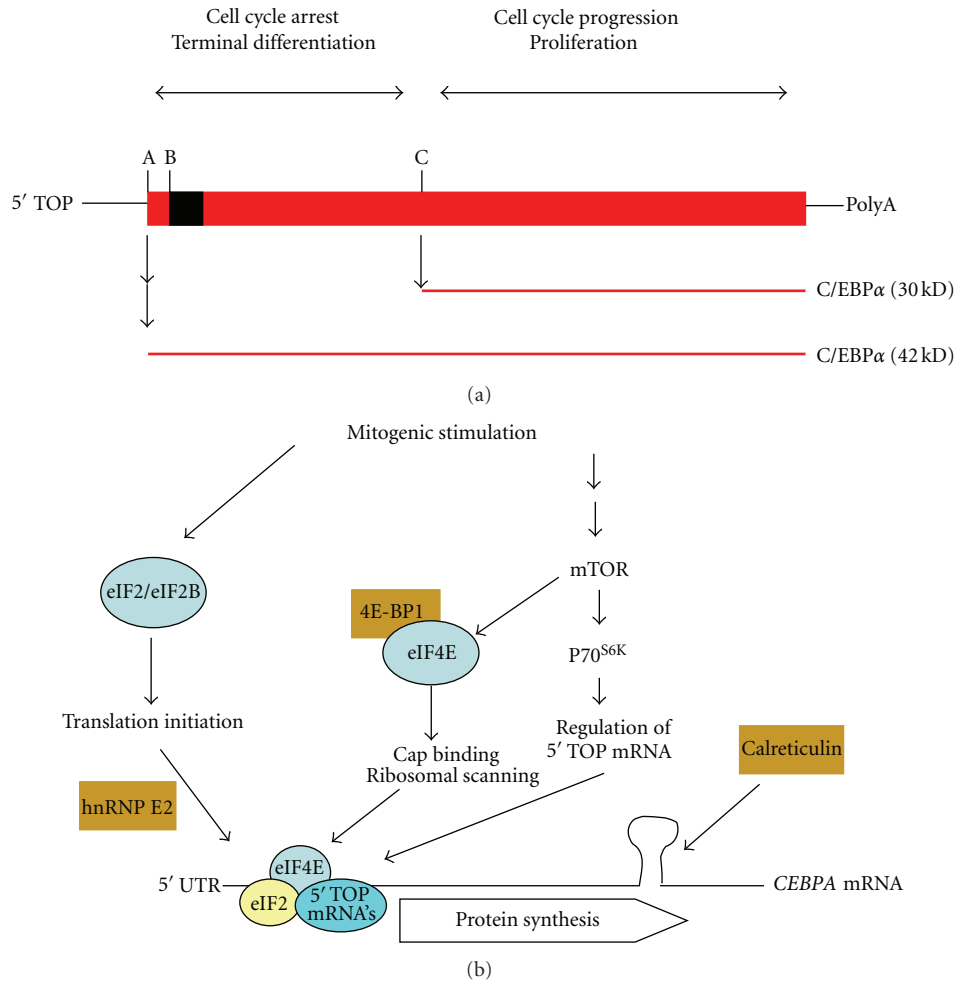 Cell cycle arrest
Terminal differentiation
Cell cycle progression
Proliferation
A
B
C
5′ TOP
PolyA
C/EBPα (30 kD)
C/EBPα (42 kD)
(a)
Mitogenic stimulation
eIF2/eIF2B
mTOR
4E-BP1
eIF4E
P70S6K
Translation initiation
Cap binding
Ribosomal scanning
Regulation of
5′ TOP mRNA
Calreticulin
hnRNP E2
5′ UTR
eIF4E
eIF2
5′ TOP
mRNA's
CEBPA mRNA
Protein synthesis
(b)